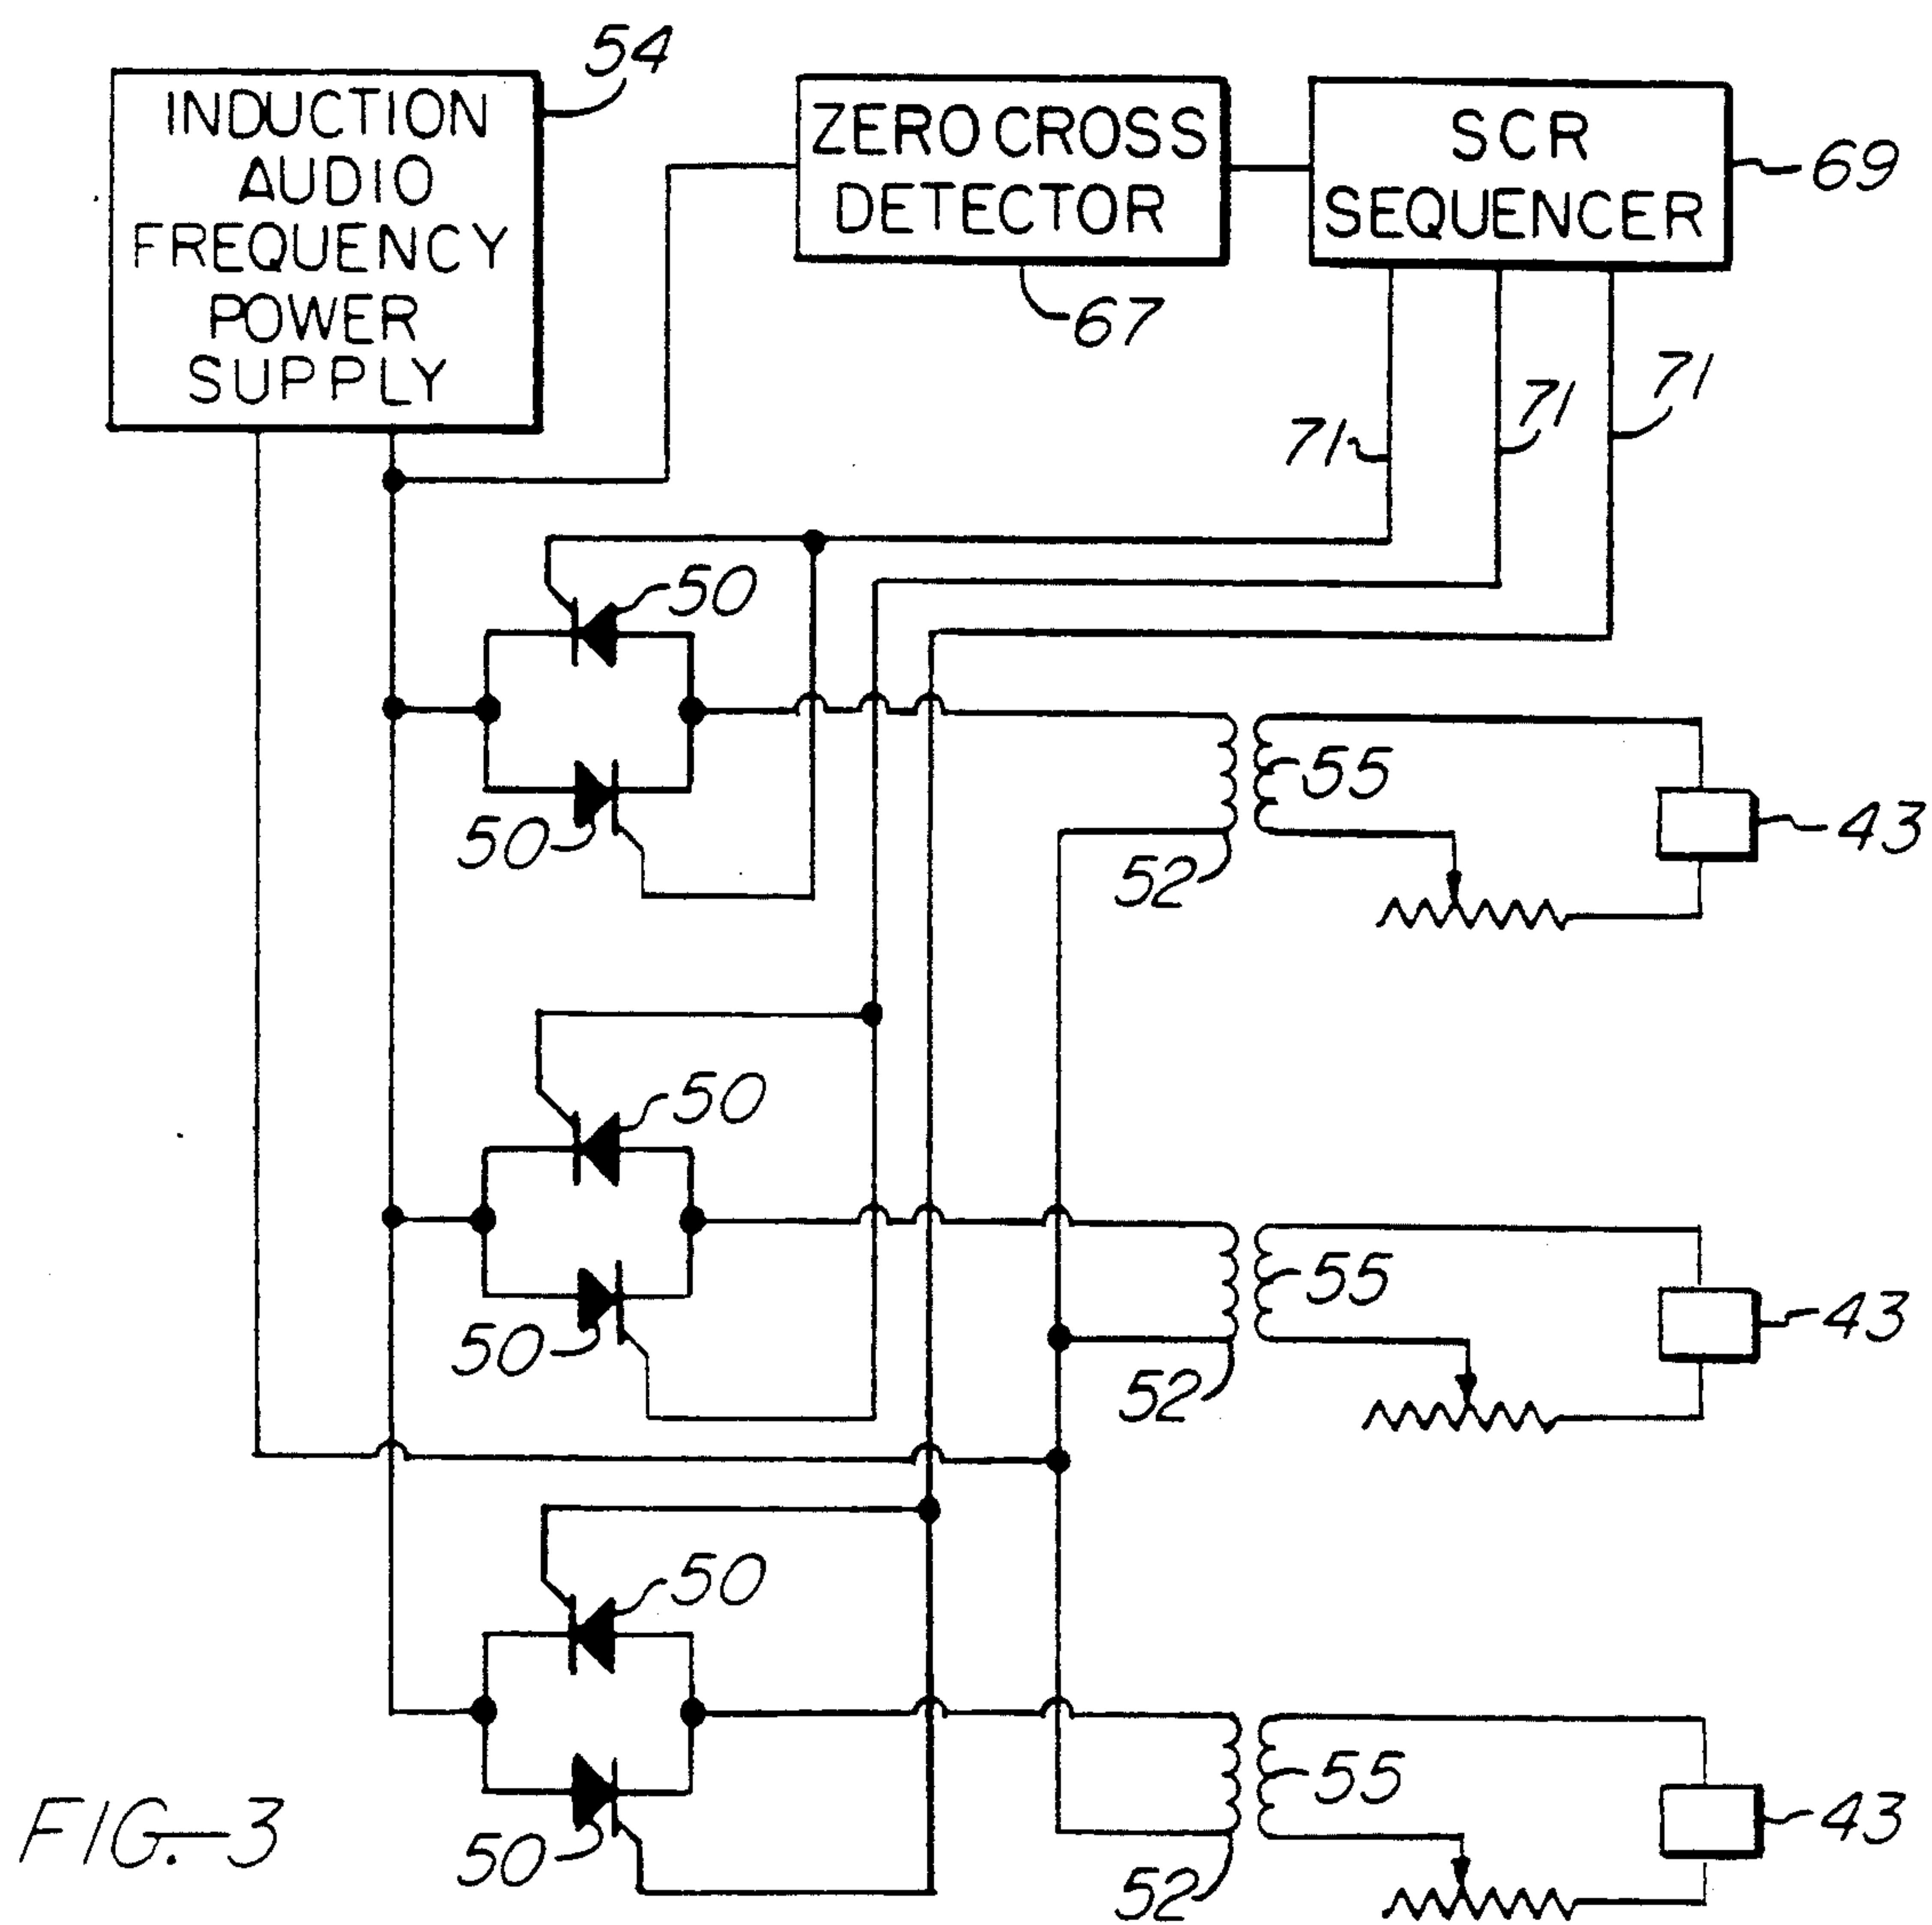 54
INDUCTION
AUDIO
FREQUENCY
POWER
SUPPLY
ZERO CROSS
DETECTOR
67
SCR
SEQUENCER
69
71
71
71
50
50
52
55
43
50
50
52
55
43
50
50
52
55
43
FIG.-3